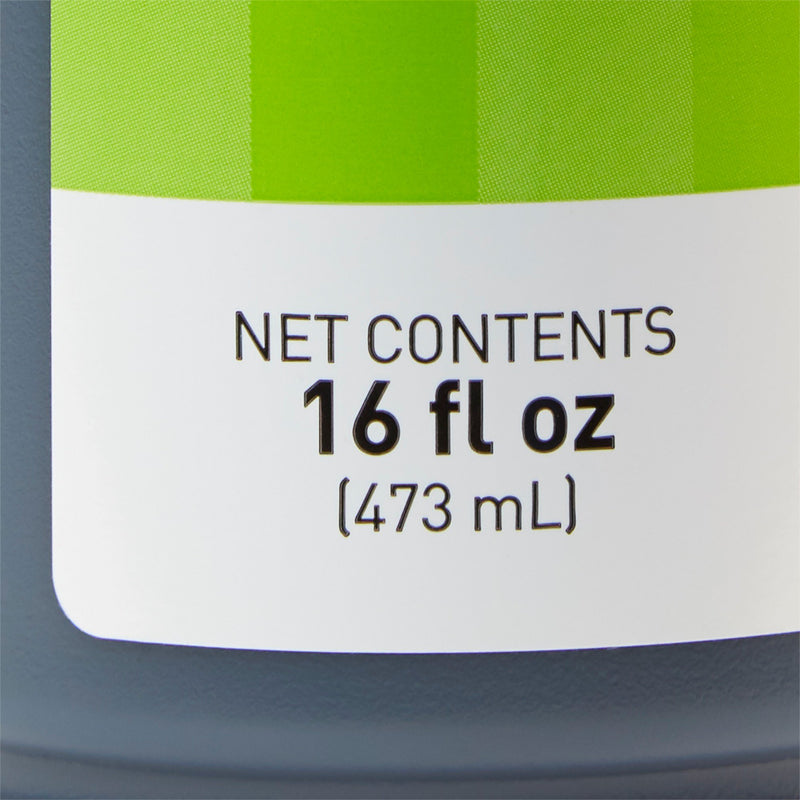 NET CONTENTS
16 fl oz
(473 mL)